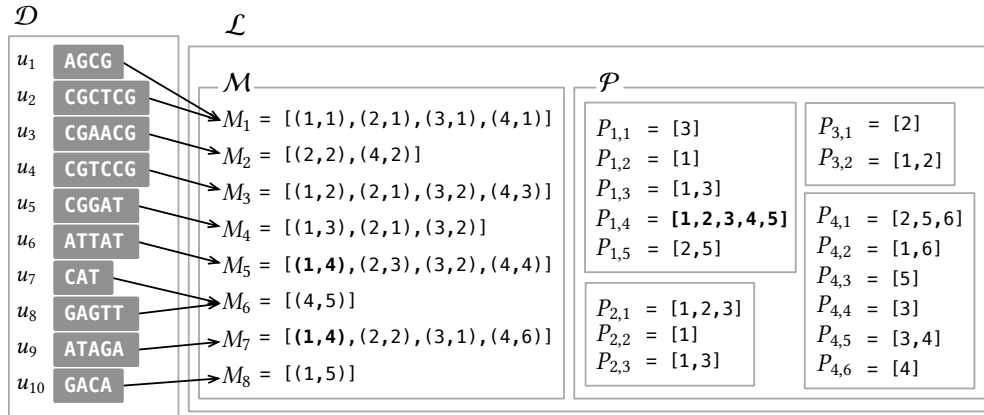 𝒟
ℒ
u1 AGCG
u2 CGCTCG
u3 CGAACG
u4 CGTCCG
u5 CGGAT
u6 ATTAT
u7 CAT
u8 GAGTT
u9 ATAGA
u10 GACA
ℳ
M1 = [(1,1),(2,1),(3,1),(4,1)]
M2 = [(2,2),(4,2)]
M3 = [(1,2),(2,1),(3,2),(4,3)]
M4 = [(1,3),(2,1),(3,2)]
M5 = [(1,4),(2,3),(3,2),(4,4)]
M6 = [(4,5)]
M7 = [(1,4),(2,2),(3,1),(4,6)]
M8 = [(1,5)]
𝒫
P1,1 = [3]
P1,2 = [1]
P1,3 = [1,3]
P1,4 = [1,2,3,4,5]
P1,5 = [2,5]
P2,1 = [1,2,3]
P2,2 = [1]
P2,3 = [1,3]
P3,1 = [2]
P3,2 = [1,2]
P4,1 = [2,5,6]
P4,2 = [1,6]
P4,3 = [5]
P4,4 = [3]
P4,5 = [3,4]
P4,6 = [4]